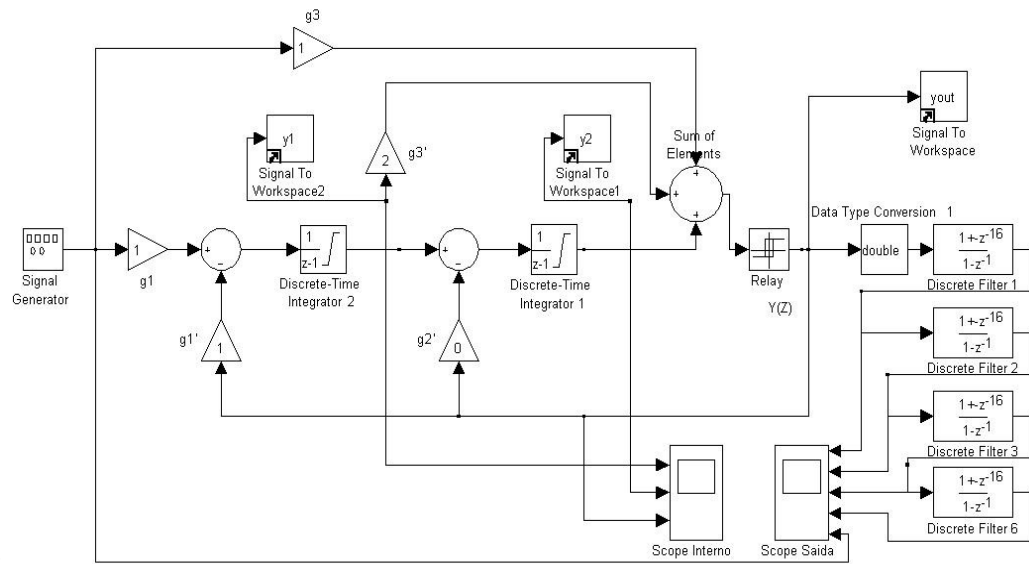 g3
1
yout
Signal To
Workspace
y1
Signal To
Workspace2
2
g3'
y2
Signal To
Workspace1
Sum of
Elements
+
+
+
Data Type Conversion 1
Signal
Generator
1
g1
+
-
1
z-1
Discrete-Time
Integrator 2
+
-
1
z-1
Discrete-Time
Integrator 1
Relay
Y(Z)
double
1+-z-16
1-z-1
Discrete Filter 1
g1'
1
g2'
0
1+-z-16
1-z-1
Discrete Filter 2
1+-z-16
1-z-1
Discrete Filter 3
1+-z-16
1-z-1
Discrete Filter 6
Scope Interno
Scope Saida